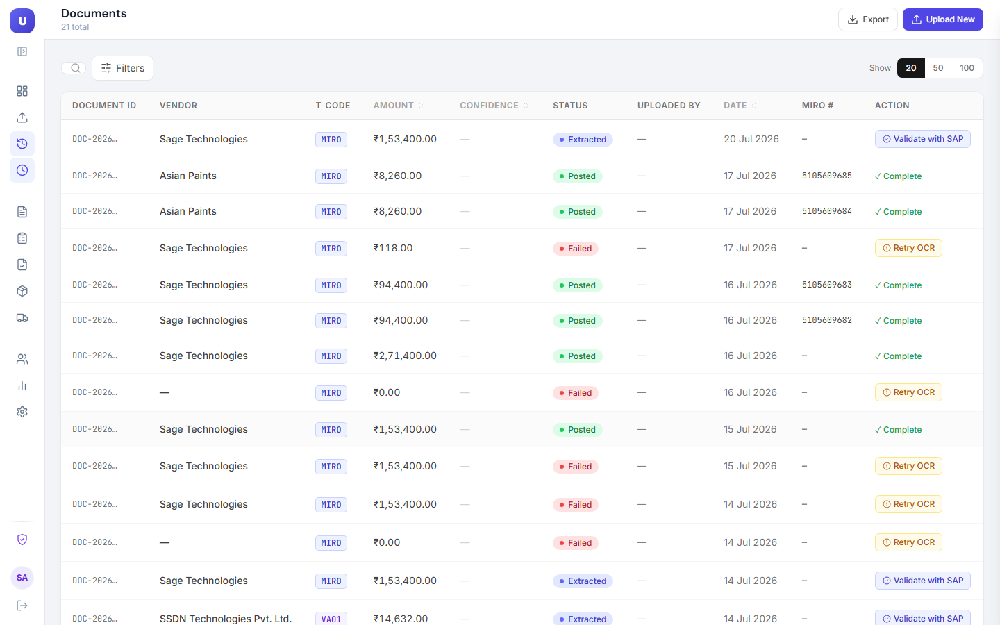 U
Documents
21 total
Export
Upload New
Filters
Show 20 50 100
DOCUMENT ID VENDOR T-CODE AMOUNT CONFIDENCE STATUS UPLOADED BY DATE MIRO # ACTION
DOC-2026… Sage Technologies MIRO ₹1,53,400.00 — Extracted — 20 Jul 2026 – Validate with SAP
DOC-2026… Asian Paints MIRO ₹8,260.00 — Posted — 17 Jul 2026 5105609685 ✓ Complete
DOC-2026… Asian Paints MIRO ₹8,260.00 — Posted — 17 Jul 2026 5105609684 ✓ Complete
DOC-2026… Sage Technologies MIRO ₹118.00 — Failed — 17 Jul 2026 – Retry OCR
DOC-2026… Sage Technologies MIRO ₹94,400.00 — Posted — 16 Jul 2026 5105609683 ✓ Complete
DOC-2026… Sage Technologies MIRO ₹94,400.00 — Posted — 16 Jul 2026 5105609682 ✓ Complete
DOC-2026… Sage Technologies MIRO ₹2,71,400.00 — Posted — 16 Jul 2026 – ✓ Complete
DOC-2026… — MIRO ₹0.00 — Failed — 16 Jul 2026 – Retry OCR
DOC-2026… Sage Technologies MIRO ₹1,53,400.00 — Posted — 15 Jul 2026 – ✓ Complete
DOC-2026… Sage Technologies MIRO ₹1,53,400.00 — Failed — 15 Jul 2026 – Retry OCR
DOC-2026… Sage Technologies MIRO ₹1,53,400.00 — Failed — 14 Jul 2026 – Retry OCR
DOC-2026… — MIRO ₹0.00 — Failed — 14 Jul 2026 – Retry OCR
DOC-2026… Sage Technologies MIRO ₹1,53,400.00 — Extracted — 14 Jul 2026 – Validate with SAP
DOC-2026… SSDN Technologies Pvt. Ltd. VA01 ₹14,632.00 — Extracted — 14 Jul 2026 – Validate with SAP
SA